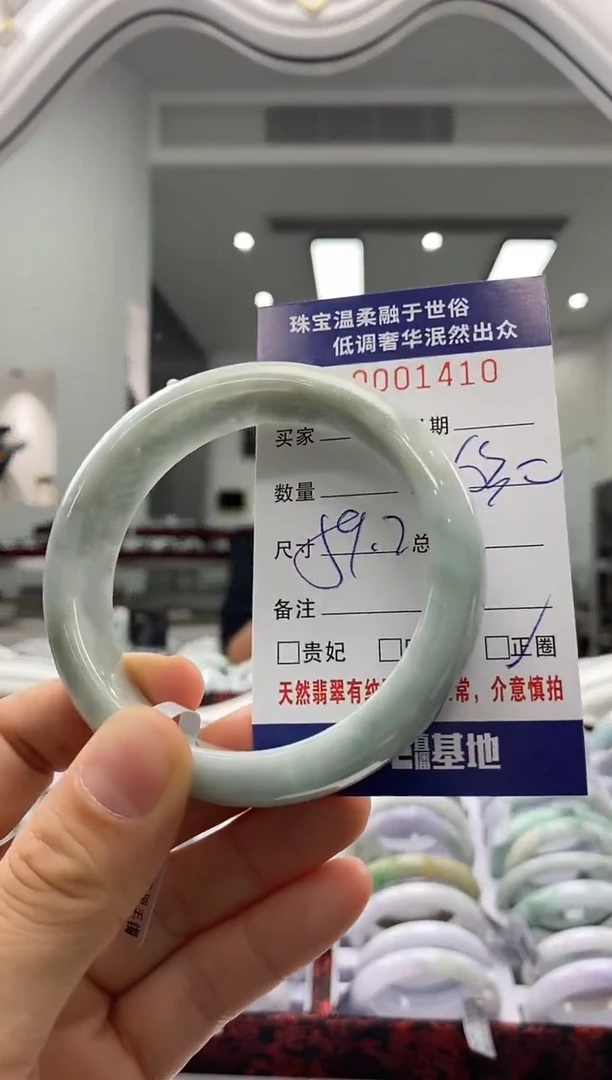 珠宝温柔融于世俗
低调奢华泯然出众
0001410
买家 期
数量
尺寸 59.7 总
备注
贵妃 正圈
天然翡翠有纹 常，介意慎拍
基地